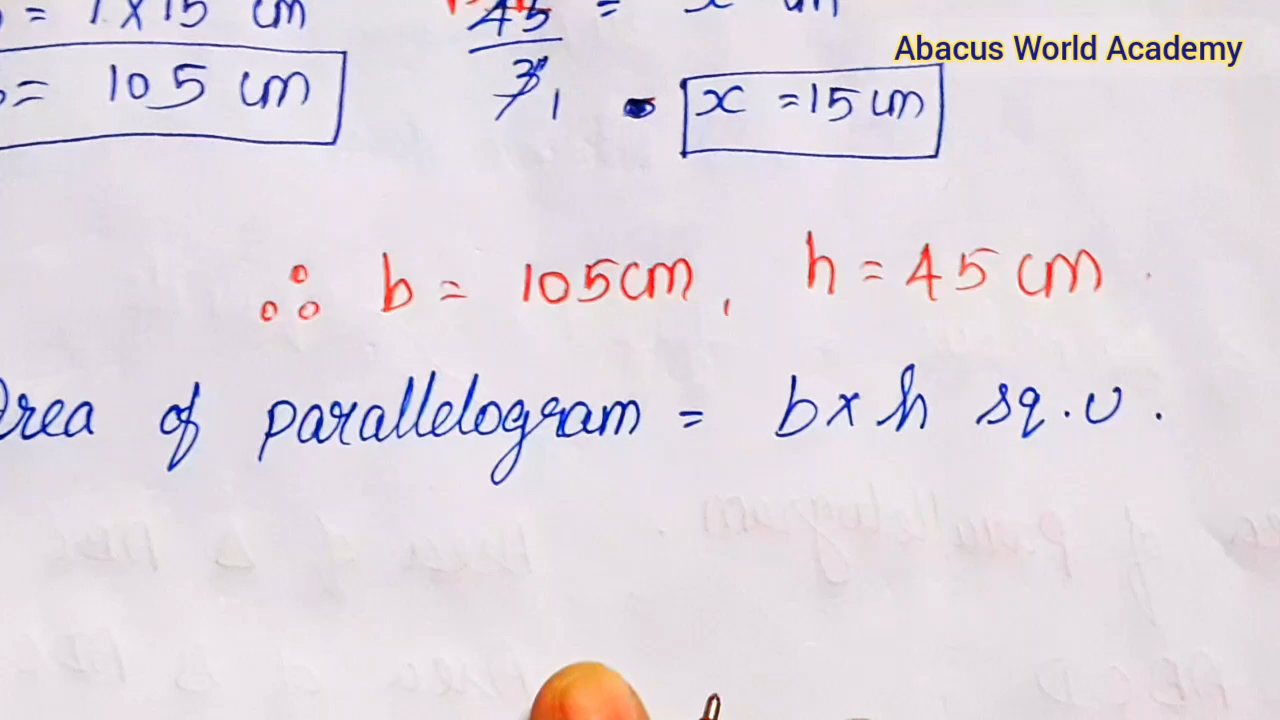 = 7 x 15 cm
45 = x cm
Abacus World Academy
= 105 cm
3 1
x = 15 cm
∴ b = 105cm, h = 45 cm
Area of parallelogram = b x h sq.u.